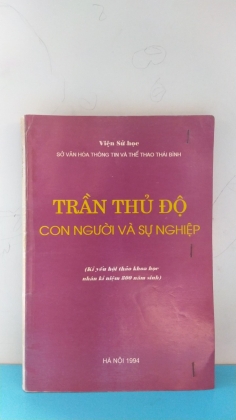 Viện Sử học
SỞ VĂN HÓA THÔNG TIN VÀ THỂ THAO THÁI BÌNH
TRẦN THỦ ĐỘ
CON NGƯỜI VÀ SỰ NGHIỆP
(Kỉ yếu hội thảo khoa học
nhân kỉ niệm 800 năm sinh)
HÀ NỘI 1994